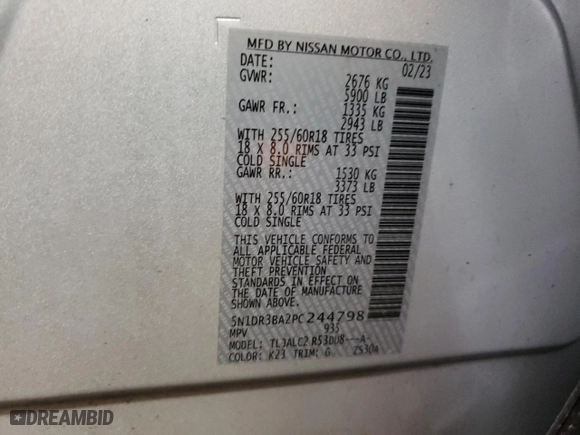 MFD BY NISSAN MOTOR CO., LTD.
DATE: 02/23
GVWR: 2676 KG
5900 LB
GAWR FR.: 1335 KG
2943 LB
WITH 255/60R18 TIRES
18 X 8.0 RIMS AT 33 PSI
COLD SINGLE
GAWR RR.: 1530 KG
3373 LB
WITH 255/60R18 TIRES
18 X 8.0 RIMS AT 33 PSI
COLD SINGLE
THIS VEHICLE CONFORMS TO
ALL APPLICABLE FEDERAL
MOTOR VEHICLE SAFETY AND
THEFT PREVENTION
STANDARDS IN EFFECT ON
THE DATE OF MANUFACTURE
SHOWN ABOVE.
5N1DR3BA2PC244798
MPV 935
MODEL: TLJALC2 R53DU8---A-
COLOR: K23 TRIM: G ZS30A
DREAMBID